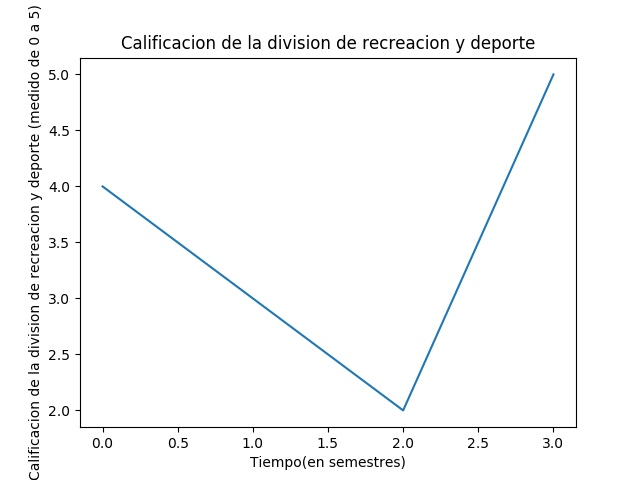 Calificacion de la division de recreacion y deporte
Calificacion de la division de recreacion y deporte (medido de 0 a 5)
5.0
4.5
4.0
3.5
3.0
2.5
2.0
0.0 0.5 1.0 1.5 2.0 2.5 3.0
Tiempo(en semestres)